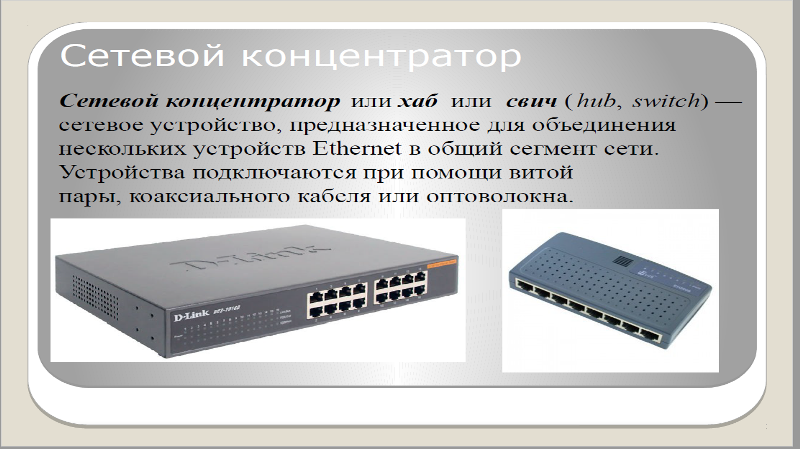 Сетевой концентратор
Сетевой концентратор или хаб или свич ( hub, switch) —
сетевое устройство, предназначенное для объединения
нескольких устройств Ethernet в общий сегмент сети.
Устройства подключаются при помощи витой
пары, коаксиального кабеля или оптоволокна.
D-Link
D-Link